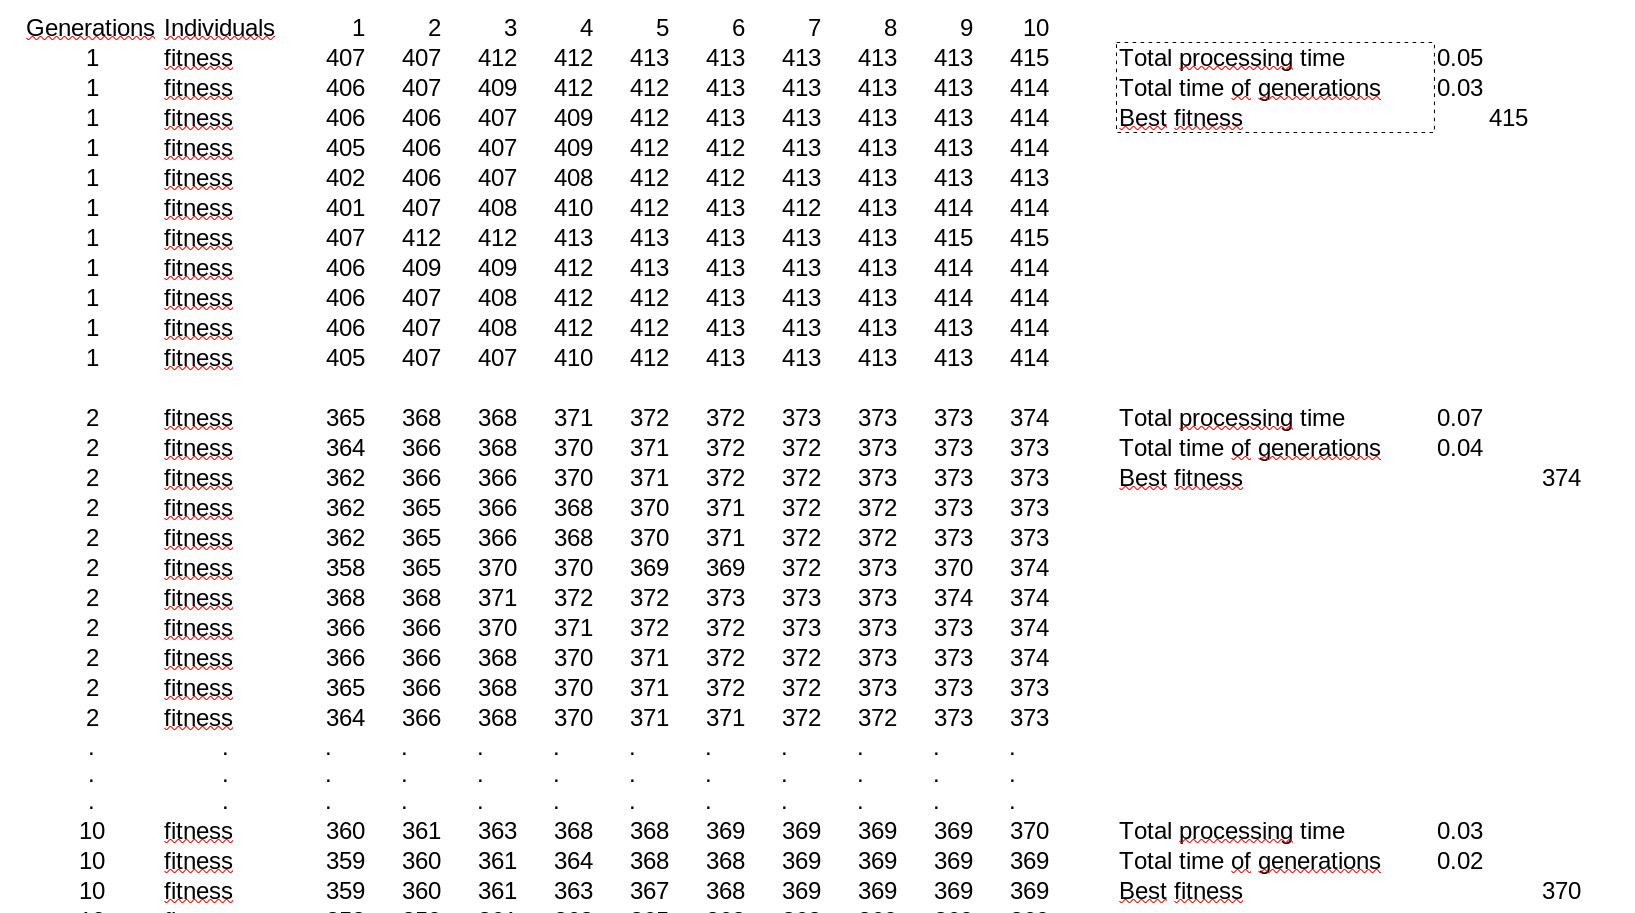 Generations Individuals 1 2 3 4 5 6 7 8 9 10
1 fitness 407 407 412 412 413 413 413 413 413 415 Total processing time 0.05
1 fitness 406 407 409 412 412 413 413 413 413 414 Total time of generations 0.03
1 fitness 406 406 407 409 412 413 413 413 413 414 Best fitness 415
1 fitness 405 406 407 409 412 412 413 413 413 414
1 fitness 402 406 407 408 412 412 413 413 413 413
1 fitness 401 407 408 410 412 413 412 413 414 414
1 fitness 407 412 412 413 413 413 413 413 415 415
1 fitness 406 409 409 412 413 413 413 413 414 414
1 fitness 406 407 408 412 412 413 413 413 414 414
1 fitness 406 407 408 412 412 413 413 413 413 414
1 fitness 405 407 407 410 412 413 413 413 413 414
2 fitness 365 368 368 371 372 372 373 373 373 374 Total processing time 0.07
2 fitness 364 366 368 370 371 372 372 373 373 373 Total time of generations 0.04
2 fitness 362 366 366 370 371 372 372 373 373 373 Best fitness 374
2 fitness 362 365 366 368 370 371 372 372 373 373
2 fitness 362 365 366 368 370 371 372 372 373 373
2 fitness 358 365 370 370 369 369 372 373 370 374
2 fitness 368 368 371 372 372 373 373 373 374 374
2 fitness 366 366 370 371 372 372 373 373 373 374
2 fitness 366 366 368 370 371 372 372 373 373 374
2 fitness 365 366 368 370 371 372 372 373 373 373
2 fitness 364 366 368 370 371 371 372 372 373 373
. . . . . . . . . . . .
. . . . . . . . . . . .
. . . . . . . . . . . .
10 fitness 360 361 363 368 368 369 369 369 369 370 Total processing time 0.03
10 fitness 359 360 361 364 368 368 369 369 369 369 Total time of generations 0.02
10 fitness 359 360 361 363 367 368 369 369 369 369 Best fitness 370